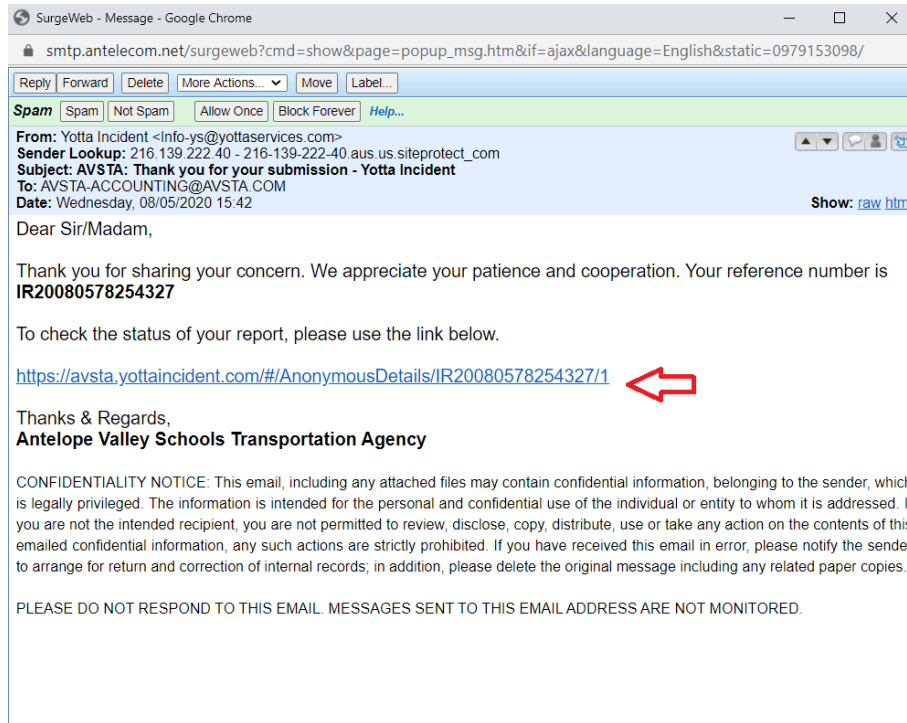 SurgeWeb - Message - Google Chrome
smtp.antelecom.net/surgeweb?cmd=show&page=popup_msg.htm&if=ajax&language=English&static=0979153098/
Reply Forward Delete More Actions... Move Label...
Spam Spam Not Spam Allow Once Block Forever Help...
From: Yotta Incident <Info-ys@yottaservices.com>
Sender Lookup: 216.139.222.40 - 216-139-222-40.aus.us.siteprotect_com
Subject: AVSTA: Thank you for your submission - Yotta Incident
To: AVSTA-ACCOUNTING@AVSTA.COM
Date: Wednesday, 08/05/2020 15:42 Show: raw htm
Dear Sir/Madam,
Thank you for sharing your concern. We appreciate your patience and cooperation. Your reference number is
IR20080578254327
To check the status of your report, please use the link below.
https://avsta.yottaincident.com/#/AnonymousDetails/IR20080578254327/1
Thanks & Regards,
Antelope Valley Schools Transportation Agency
CONFIDENTIALITY NOTICE: This email, including any attached files may contain confidential information, belonging to the sender, which
is legally privileged. The information is intended for the personal and confidential use of the individual or entity to whom it is addressed. I
you are not the intended recipient, you are not permitted to review, disclose, copy, distribute, use or take any action on the contents of this
emailed confidential information, any such actions are strictly prohibited. If you have received this email in error, please notify the sende
to arrange for return and correction of internal records; in addition, please delete the original message including any related paper copies.
PLEASE DO NOT RESPOND TO THIS EMAIL. MESSAGES SENT TO THIS EMAIL ADDRESS ARE NOT MONITORED.